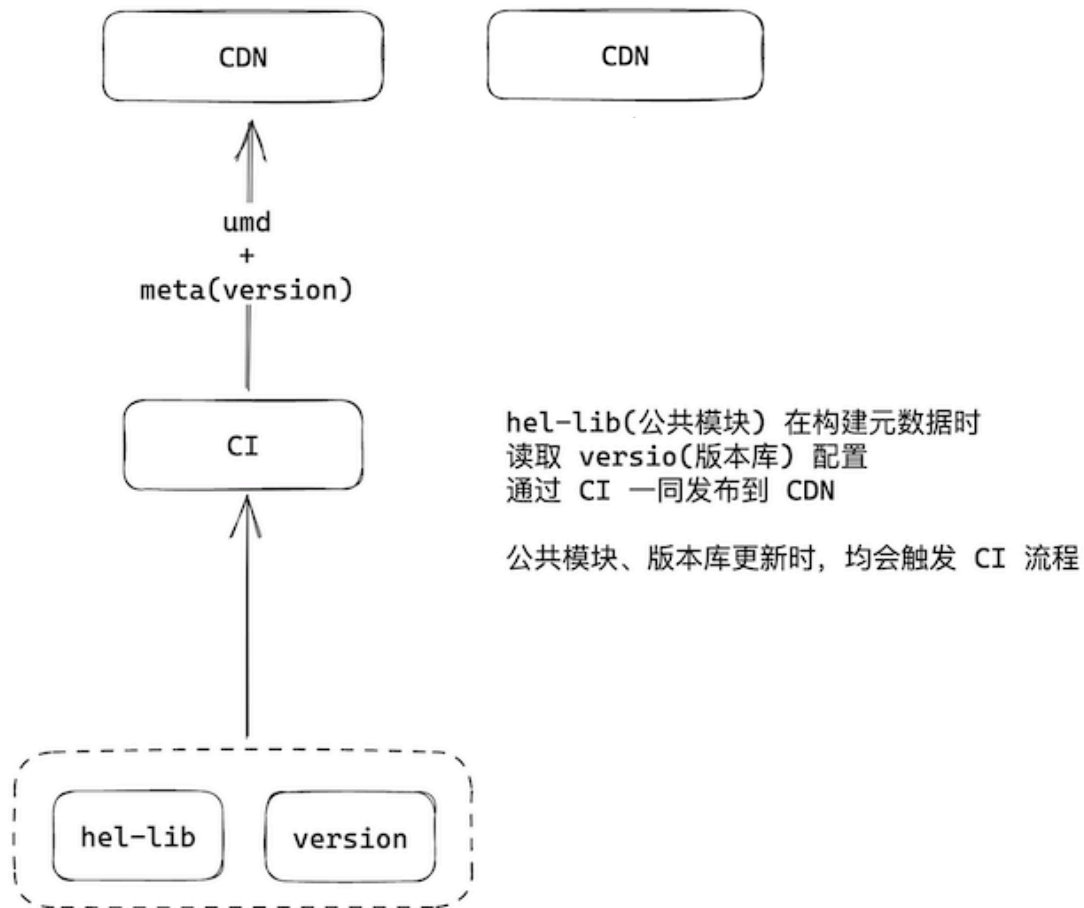 CDN
CDN
umd
+
meta(version)
CI
hel-lib(公共模块) 在构建元数据时
读取 versio(版本库) 配置
通过 CI 一同发布到 CDN
公共模块、版本库更新时, 均会触发 CI 流程
hel-lib
version